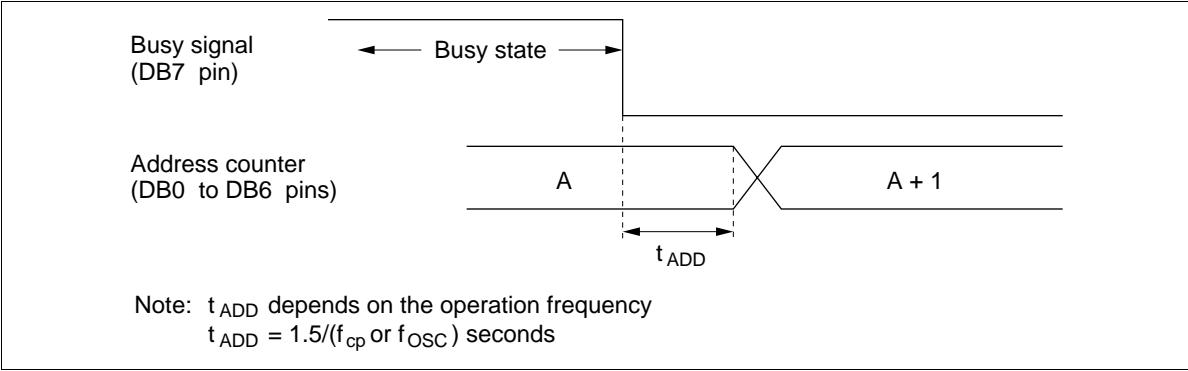 Busy signal
(DB7 pin)
Busy state
Address counter
(DB0 to DB6 pins)
A
A + 1
t ADD
Note: t ADD depends on the operation frequency
t ADD = 1.5/(f cp or f OSC ) seconds